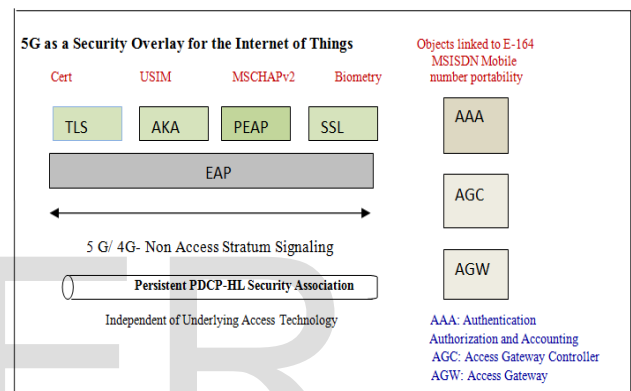 5G as a Security Overlay for the Internet of Things
Cert USIM MSCHAPv2 Biometry
TLS AKA PEAP SSL
EAP
5 G/ 4G- Non Access Stratum Signaling
Persistent PDCP-HL Security Association
Independent of Underlying Access Technology
Objects linked to E-164
MSISDN Mobile
number portability
AAA
AGC
AGW
AAA: Authentication
Authorization and Accounting
AGC: Access Gateway Controller
AGW: Access Gateway